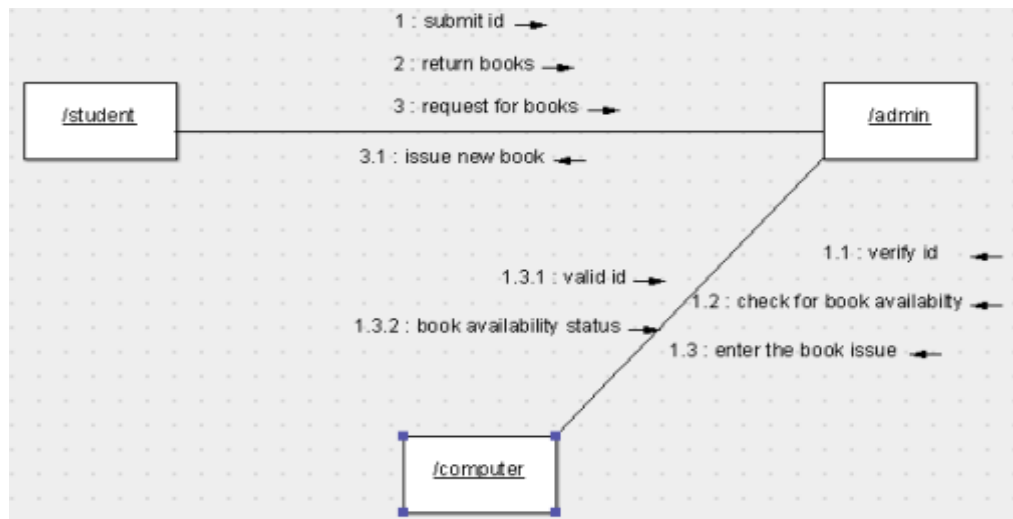 1 : submit id
2 : return books
3 : request for books
/student
/admin
3.1 : issue new book
1.1 : verify id
1.3.1 : valid id
1.2 : check for book availabilty
1.3.2 : book availability status
1.3 : enter the book issue
/computer